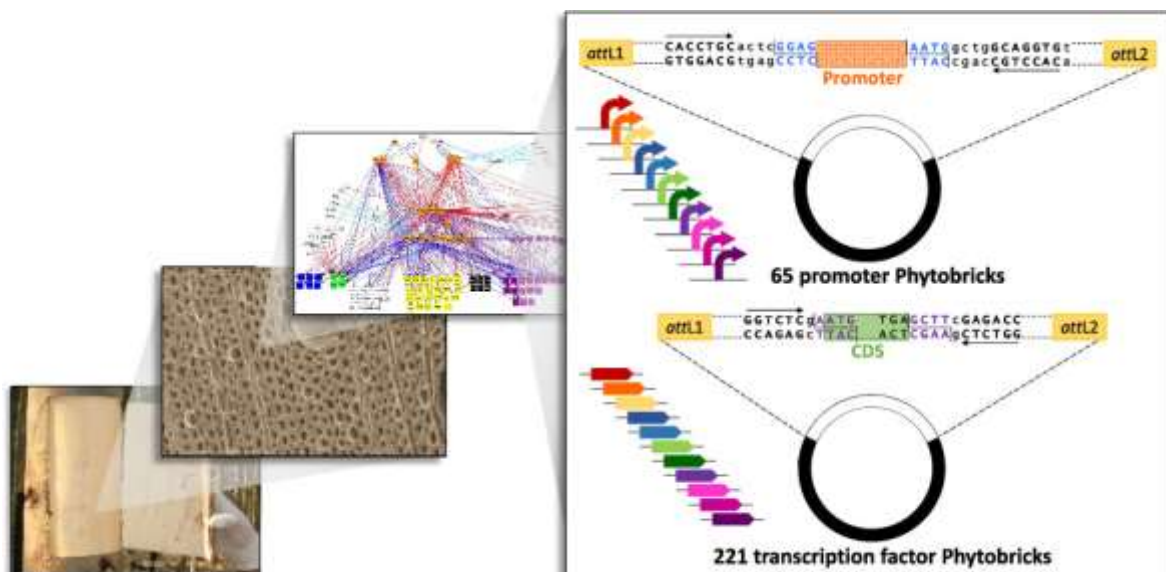 CACCTGCactcGGAG AATGgctgGCAGGTGt
attL1 attL2
GTGGACGtgagCCTC TTACcgacCGTCCACa
Promoter
65 promoter Phytobricks
GGTCTCgAATG TGAGCTTcGAGACC
attL1 attL2
CCAGAGcTTAC ACTCGAAgCTCTGG
CDS
221 transcription factor Phytobricks